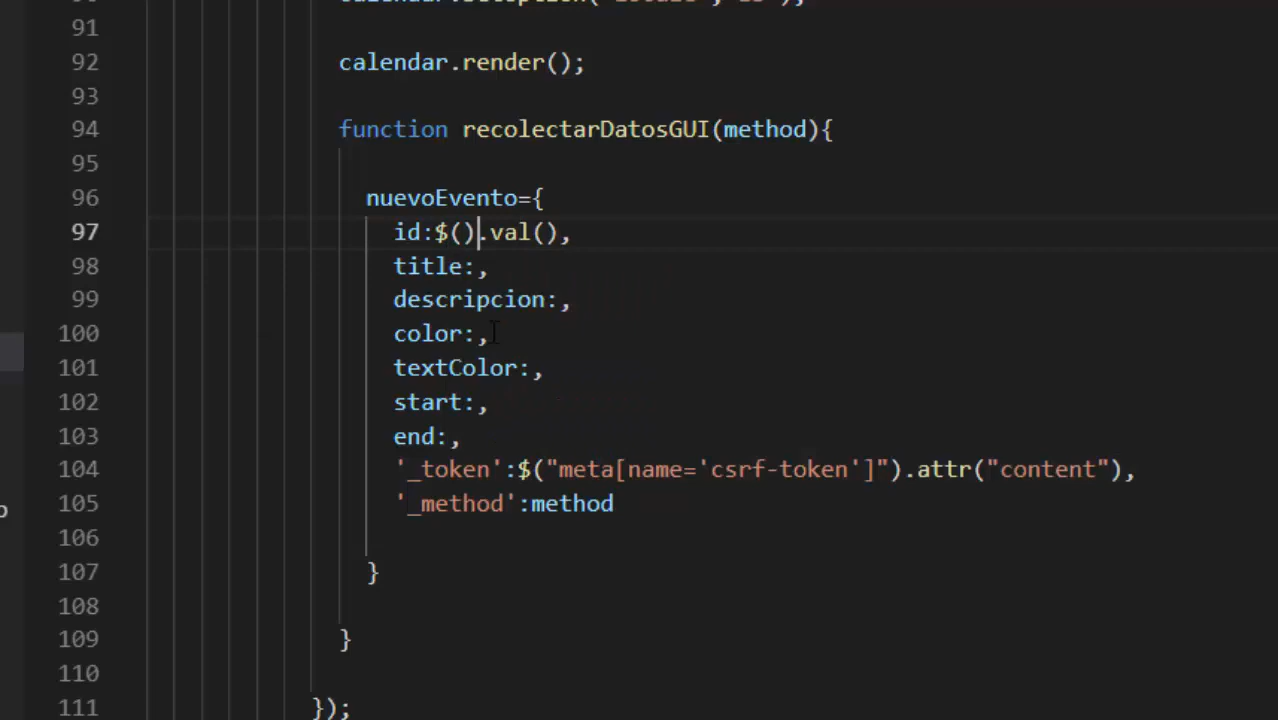 91
92 calendar.render();
93
94 function recolectarDatosGUI(method){
95
96 nuevoEvento={
97 id:$().val(),
98 title:,
99 descripcion:,
100 color:,
101 textColor:,
102 start:,
103 end:,
104 '_token':$("meta[name='csrf-token']").attr("content"),
105 '_method':method
106
107 }
108
109 }
110
111 });